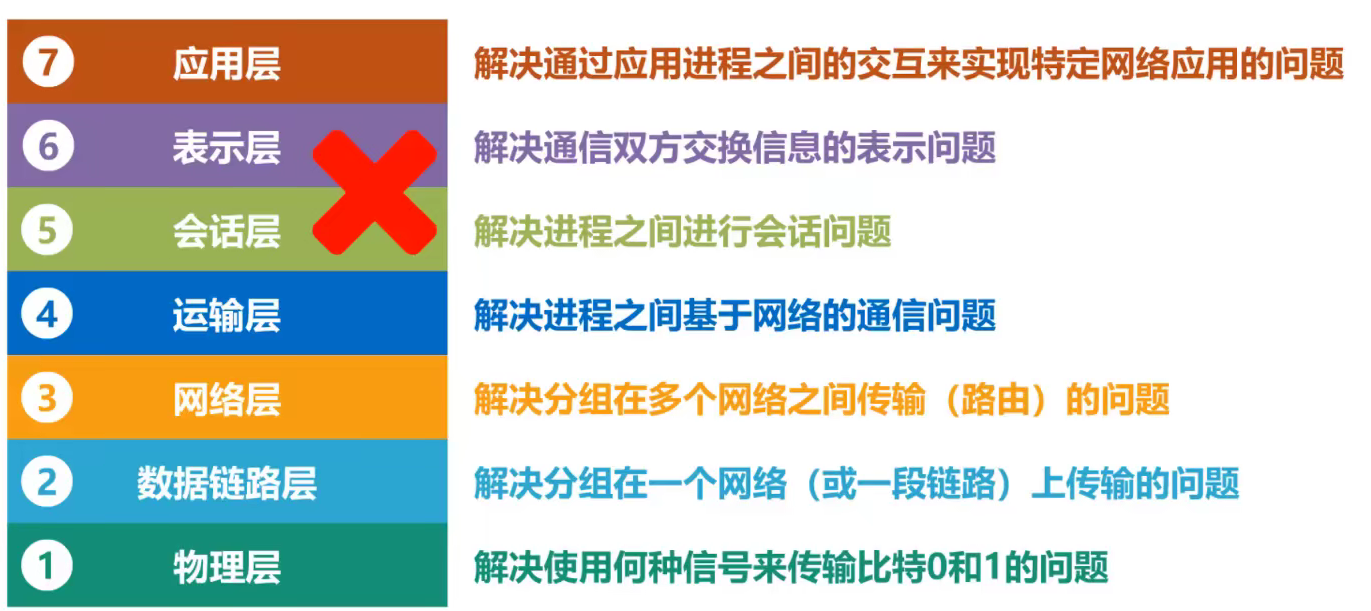 7 应用层 解决通过应用进程之间的交互来实现特定网络应用的问题
6 表示层 解决通信双方交换信息的表示问题
5 会话层 解决进程之间进行会话问题
4 运输层 解决进程之间基于网络的通信问题
3 网络层 解决分组在多个网络之间传输（路由）的问题
2 数据链路层 解决分组在一个网络（或一段链路）上传输的问题
1 物理层 解决使用何种信号来传输比特0和1的问题